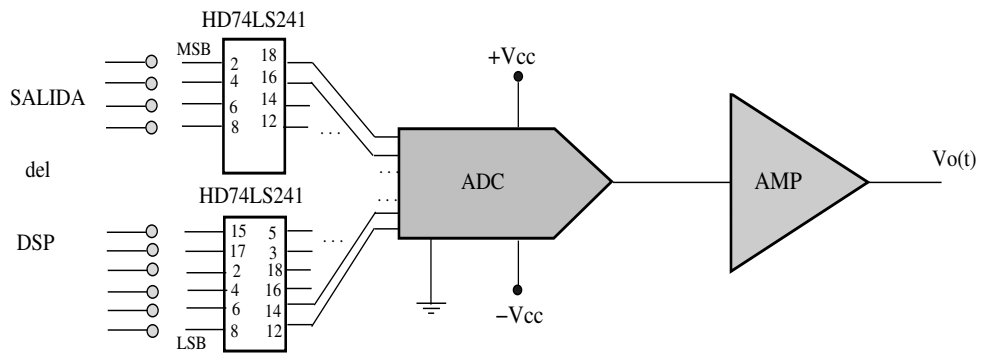 HD74LS241
MSB
2 18
4 16
6 14
8 12
...
SALIDA
del
DSP
HD74LS241
15 5
17 3
2 18
4 16
6 14
8 12
...
LSB
+Vcc
...
ADC
...
−Vcc
AMP
Vo(t)